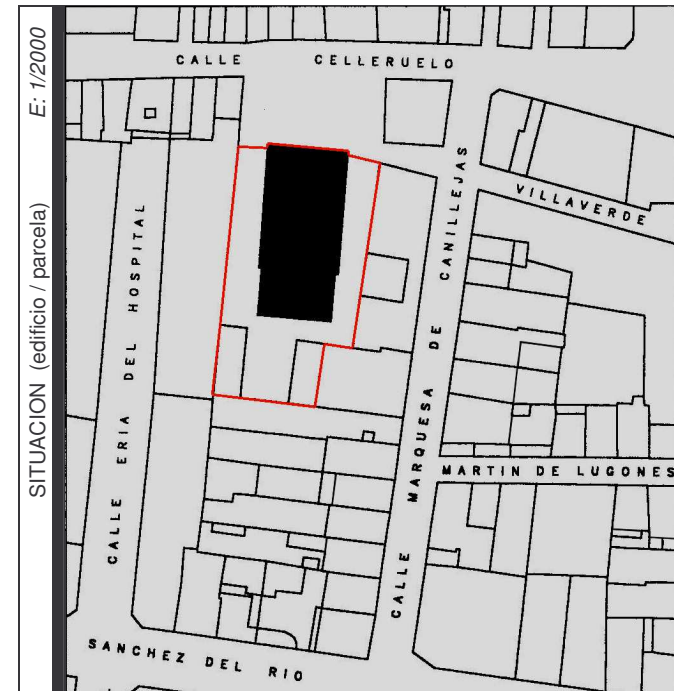 SITUACION (edificio / parcela) E: 1/2000
CALLE CELLERUELO
VILLAVERDE
CALLE MARQUESA DE CANILLEJAS
CALLE ERIA DEL HOSPITAL
MARTIN DE LUGONES
SANCHEZ DEL RIO